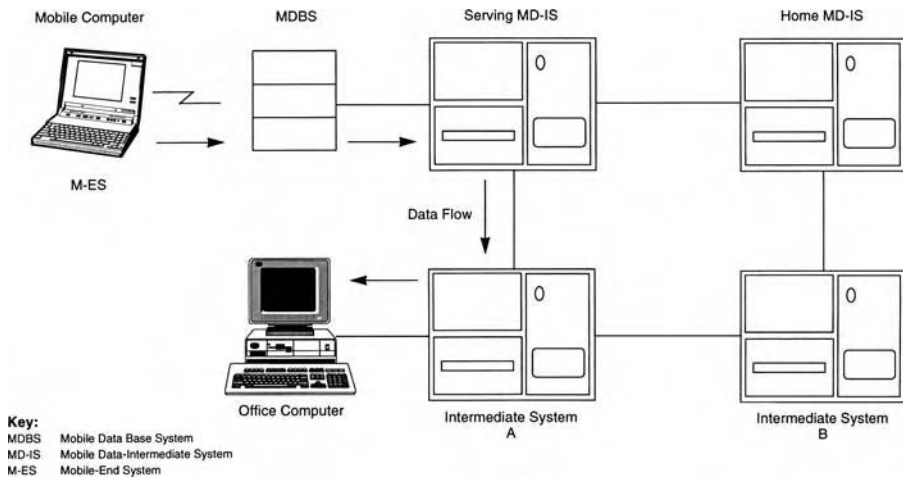 Mobile Computer
MDBS
Serving MD-IS
Home MD-IS
M-ES
Data Flow
Office Computer
Intermediate System
A
Intermediate System
B
Key:
MDBS Mobile Data Base System
MD-IS Mobile Data-Intermediate System
M-ES Mobile-End System